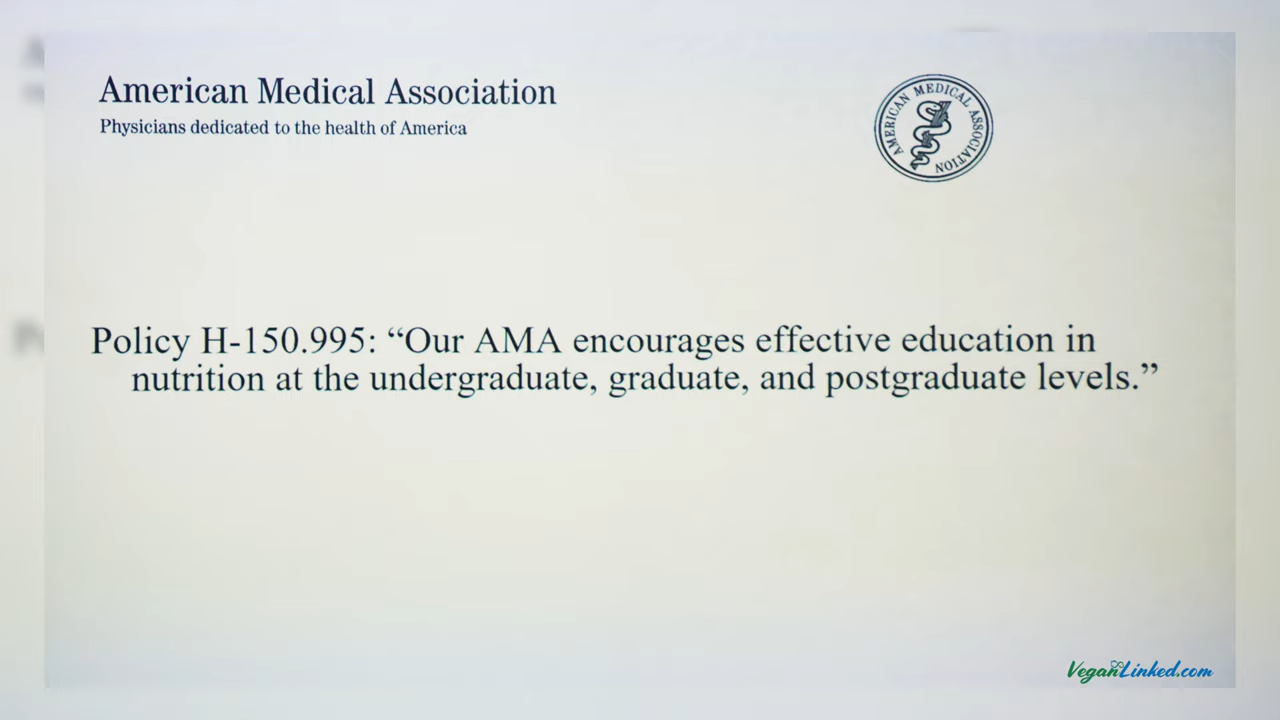 American Medical Association
Physicians dedicated to the health of America
AMERICAN MEDICAL ASSOCIATION
Policy H-150.995: “Our AMA encourages effective education in
nutrition at the undergraduate, graduate, and postgraduate levels.”
VeganLinked.com